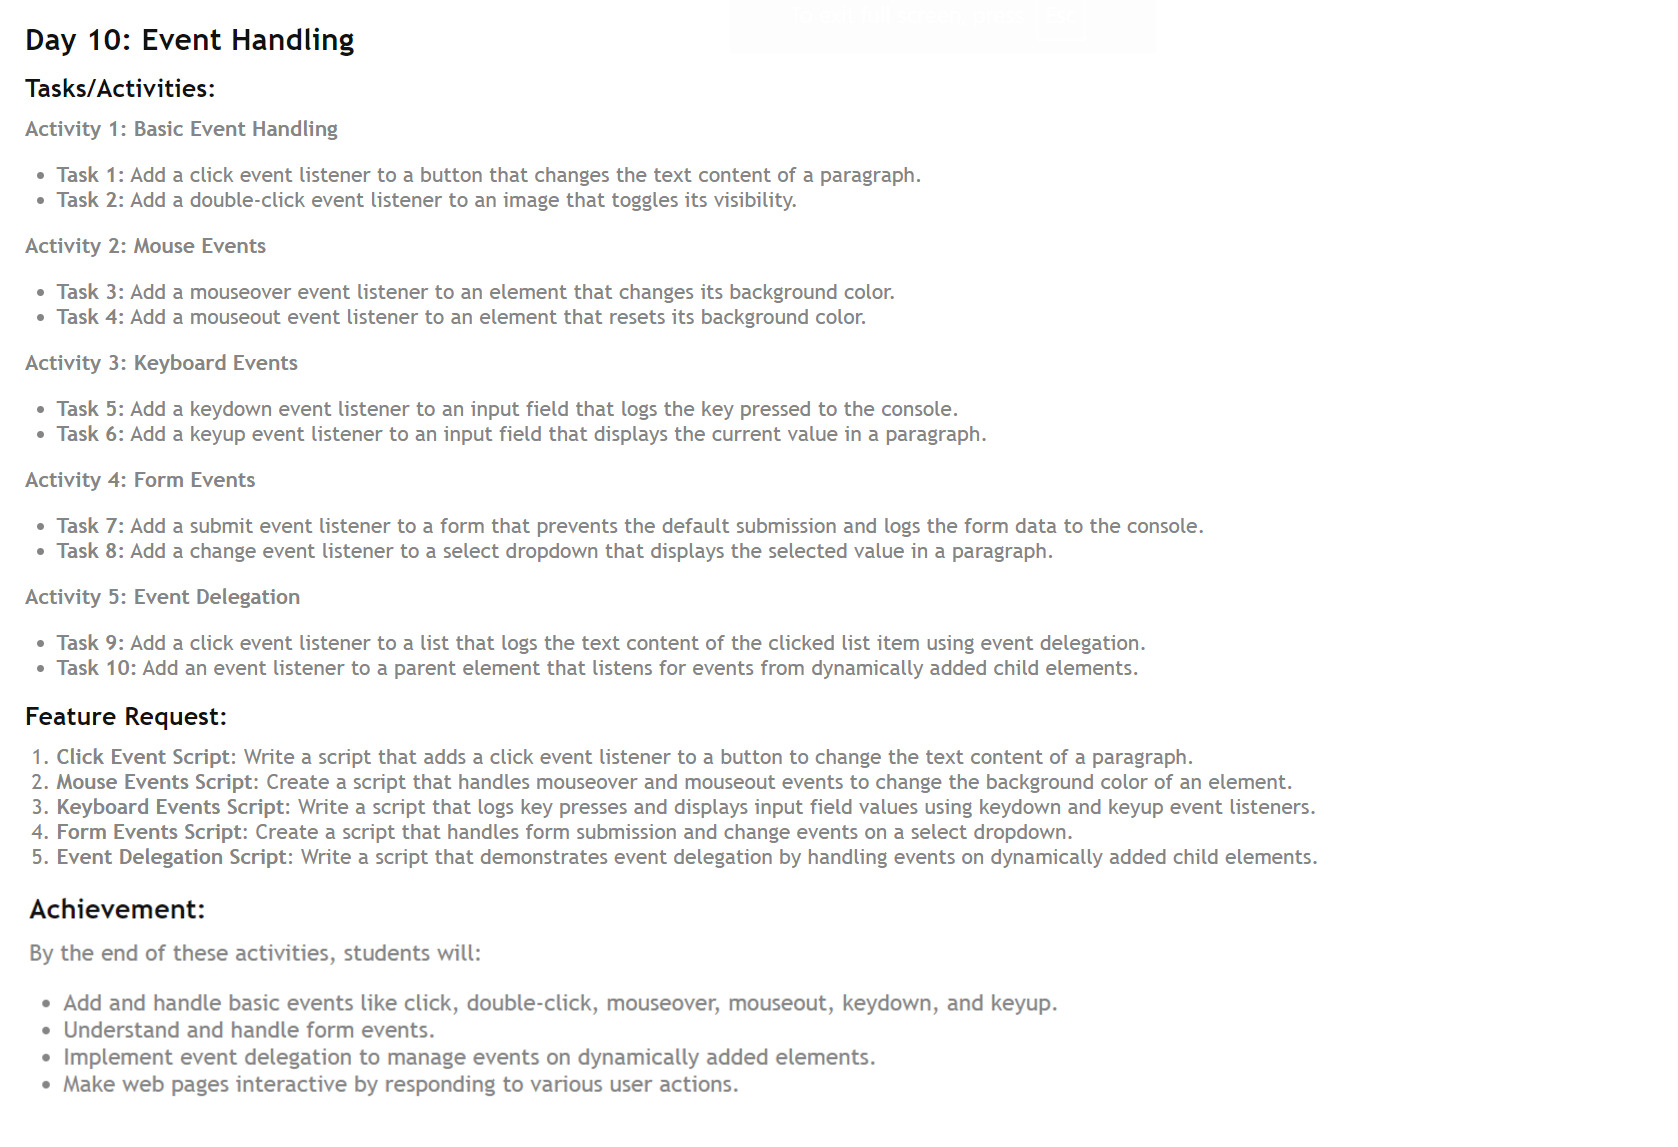 Day 10: Event Handling
Tasks/Activities:
Activity 1: Basic Event Handling
• Task 1: Add a click event listener to a button that changes the text content of a paragraph.
• Task 2: Add a double-click event listener to an image that toggles its visibility.
Activity 2: Mouse Events
• Task 3: Add a mouseover event listener to an element that changes its background color.
• Task 4: Add a mouseout event listener to an element that resets its background color.
Activity 3: Keyboard Events
• Task 5: Add a keydown event listener to an input field that logs the key pressed to the console.
• Task 6: Add a keyup event listener to an input field that displays the current value in a paragraph.
Activity 4: Form Events
• Task 7: Add a submit event listener to a form that prevents the default submission and logs the form data to the console.
• Task 8: Add a change event listener to a select dropdown that displays the selected value in a paragraph.
Activity 5: Event Delegation
• Task 9: Add a click event listener to a list that logs the text content of the clicked list item using event delegation.
• Task 10: Add an event listener to a parent element that listens for events from dynamically added child elements.
Feature Request:
1. Click Event Script: Write a script that adds a click event listener to a button to change the text content of a paragraph.
2. Mouse Events Script: Create a script that handles mouseover and mouseout events to change the background color of an element.
3. Keyboard Events Script: Write a script that logs key presses and displays input field values using keydown and keyup event listeners.
4. Form Events Script: Create a script that handles form submission and change events on a select dropdown.
5. Event Delegation Script: Write a script that demonstrates event delegation by handling events on dynamically added child elements.
Achievement:
By the end of these activities, students will:
• Add and handle basic events like click, double-click, mouseover, mouseout, keydown, and keyup.
• Understand and handle form events.
• Implement event delegation to manage events on dynamically added elements.
• Make web pages interactive by responding to various user actions.